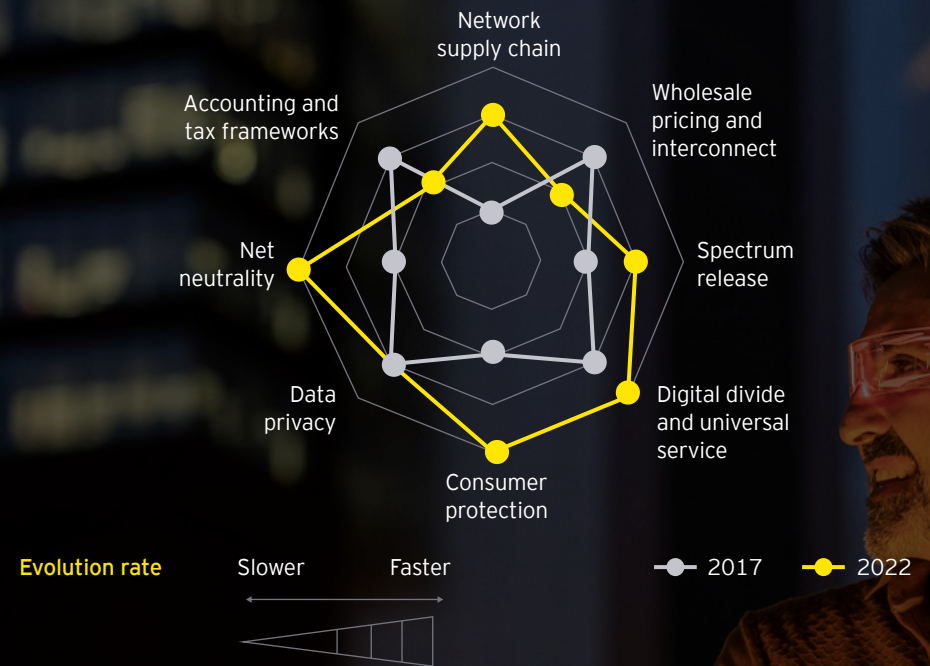 Network
supply chain
Accounting and
tax frameworks
Wholesale
pricing and
interconnect
Net
neutrality
Spectrum
release
Data
privacy
Digital divide
and universal
service
Consumer
protection
Evolution rate
Slower
Faster
2017
2022